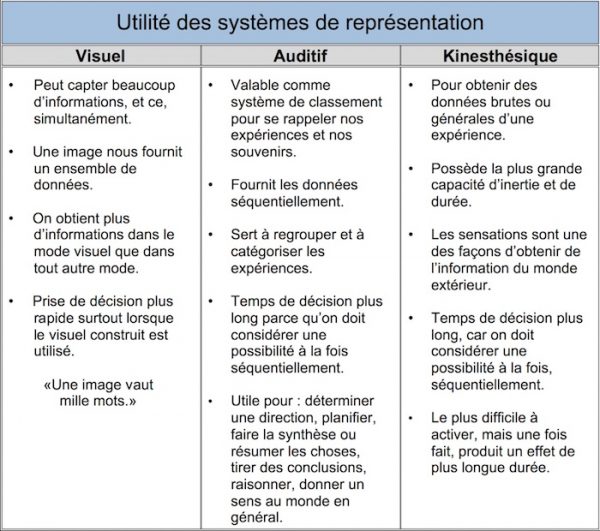 Utilité des systèmes de représentation
Visuel
Auditif
Kinesthésique
• Peut capter beaucoup
d’informations, et ce,
simultanément.
• Une image nous fournit
un ensemble de
données.
• On obtient plus
d’informations dans le
mode visuel que dans
tout autre mode.
• Prise de décision plus
rapide surtout lorsque
le visuel construit est
utilisé.
«Une image vaut
mille mots.»
• Valable comme
système de classement
pour se rappeler nos
expériences et nos
souvenirs.
• Fournit les données
séquentiellement.
• Sert à regrouper et à
catégoriser les
expériences.
• Temps de décision plus
long parce qu’on doit
considérer une
possibilité à la fois
séquentiellement.
• Utile pour : déterminer
une direction, planifier,
faire la synthèse ou
résumer les choses,
tirer des conclusions,
raisonner, donner un
sens au monde en
général.
• Pour obtenir des
données brutes ou
générales d’une
expérience.
• Possède la plus grande
capacité d’inertie et de
durée.
• Les sensations sont une
des façons d’obtenir de
l’information du monde
extérieur.
• Temps de décision plus
long, car on doit
considérer une
possibilité à la fois,
séquentiellement.
• Le plus difficile à
activer, mais une fois
fait, produit un effet de
plus longue durée.